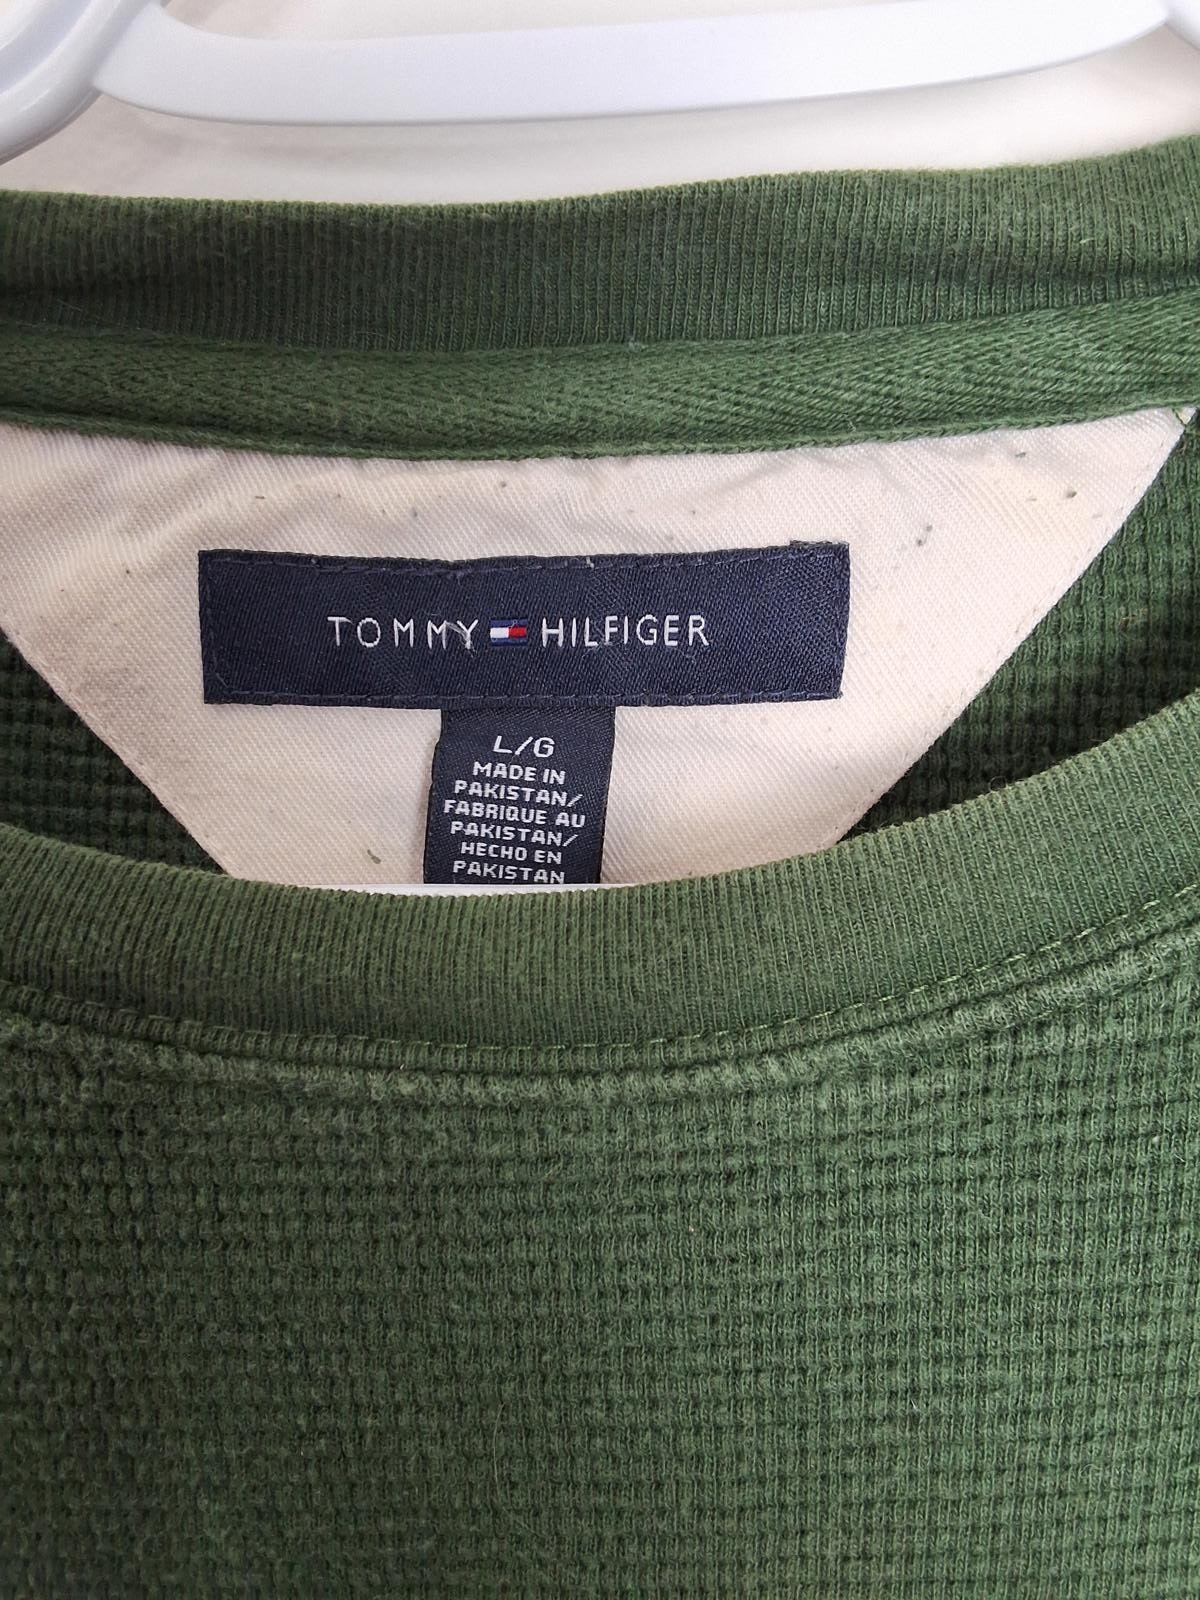 TOMMY HILFIGER
L/G
MADE IN
PAKISTAN/
FABRIQUE AU
PAKISTAN/
HECHO EN
PAKISTAN